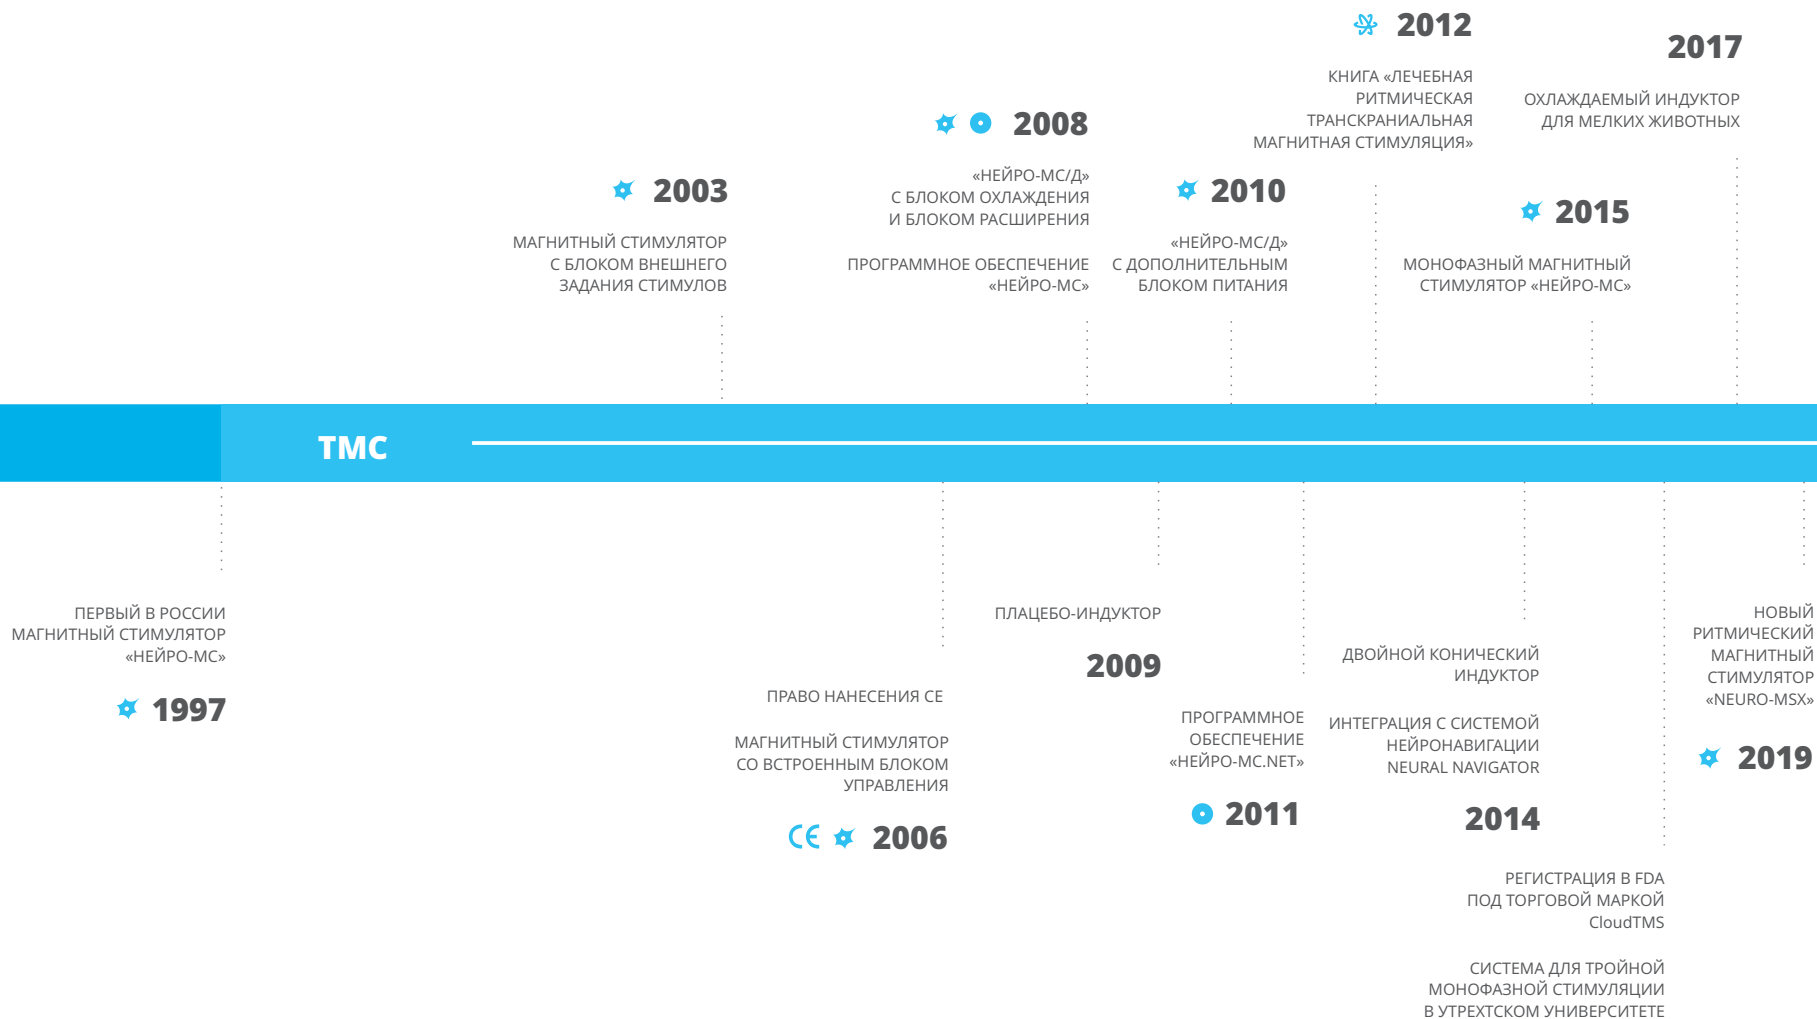 2012
КНИГА «ЛЕЧЕБНАЯ
РИТМИЧЕСКАЯ
ТРАНСКРАНИАЛЬНАЯ
МАГНИТНАЯ СТИМУЛЯЦИЯ»
2017
ОХЛАЖДАЕМЫЙ ИНДУКТОР
ДЛЯ МЕЛКИХ ЖИВОТНЫХ
2008
«НЕЙРО-МС/Д»
С БЛОКОМ ОХЛАЖДЕНИЯ
И БЛОКОМ РАСШИРЕНИЯ
ПРОГРАММНОЕ ОБЕСПЕЧЕНИЕ
«НЕЙРО-МС»
2003
МАГНИТНЫЙ СТИМУЛЯТОР
С БЛОКОМ ВНЕШНЕГО
ЗАДАНИЯ СТИМУЛОВ
2010
«НЕЙРО-МС/Д»
С ДОПОЛНИТЕЛЬНЫМ
БЛОКОМ ПИТАНИЯ
2015
МОНОФАЗНЫЙ МАГНИТНЫЙ
СТИМУЛЯТОР «НЕЙРО-МС»
ТМС
ПЕРВЫЙ В РОССИИ
МАГНИТНЫЙ СТИМУЛЯТОР
«НЕЙРО-МС»
1997
ПРАВО НАНЕСЕНИЯ CE
МАГНИТНЫЙ СТИМУЛЯТОР
СО ВСТРОЕННЫМ БЛОКОМ
УПРАВЛЕНИЯ
CE 2006
ПЛАЦЕБО-ИНДУКТОР
2009
ПРОГРАММНОЕ
ОБЕСПЕЧЕНИЕ
«НЕЙРО-МС.NET»
2011
ДВОЙНОЙ КОНИЧЕСКИЙ
ИНДУКТОР
ИНТЕГРАЦИЯ С СИСТЕМОЙ
НЕЙРОНАВИГАЦИИ
NEURAL NAVIGATOR
2014
РЕГИСТРАЦИЯ В FDA
ПОД ТОРГОВОЙ МАРКОЙ
CloudTMS
СИСТЕМА ДЛЯ ТРОЙНОЙ
МОНОФАЗНОЙ СТИМУЛЯЦИИ
В УТРЕХТСКОМ УНИВЕРСИТЕТЕ
НОВЫЙ
РИТМИЧЕСКИЙ
МАГНИТНЫЙ
СТИМУЛЯТОР
«NEURO-MSX»
2019